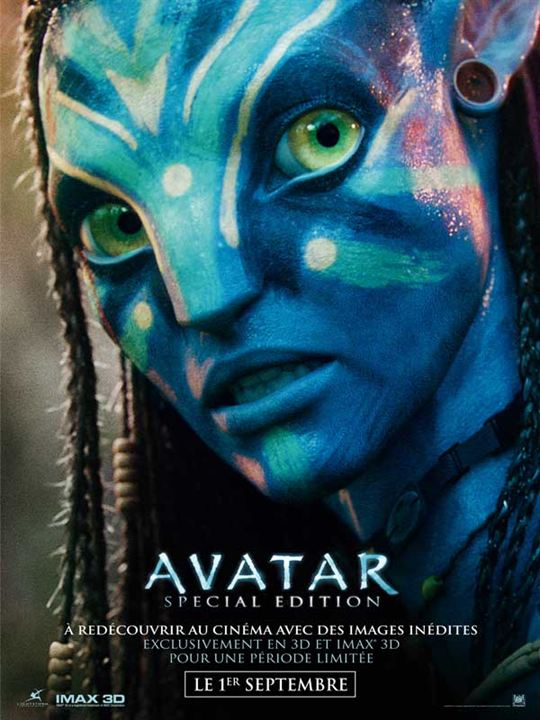 AVATAR
SPECIAL EDITION
À REDÉCOUVRIR AU CINÉMA AVEC DES IMAGES INÉDITES
EXCLUSIVEMENT EN 3D ET IMAX 3D
POUR UNE PÉRIODE LIMITÉE
LE 1ER SEPTEMBRE
LIGHTSTORM
IMAX 3D